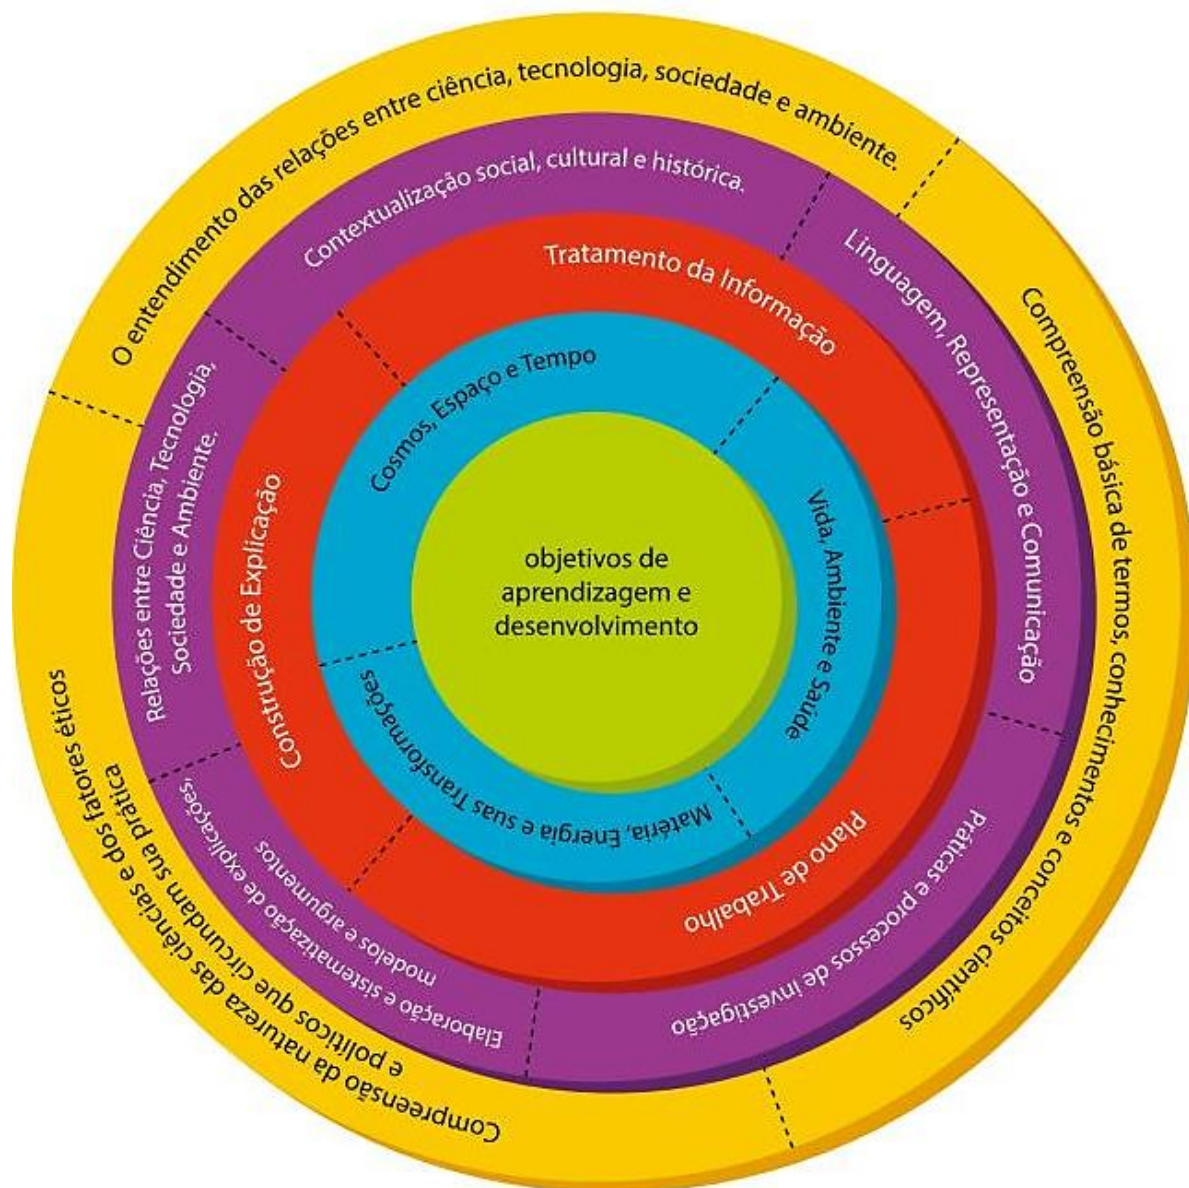 O entendimento das relações entre ciência, tecnologia, sociedade e ambiente.
Compreensão básica de termos, conhecimentos e conceitos científicos
Compreensão da natureza das ciências e dos fatores éticos
e políticos que circundam sua prática
Contextualização social, cultural e histórica.
Linguagem, Representação e Comunicação
Práticas e processos de investigação
Elaboração e sistematização de explicações,
modelos e argumentos
Relações entre Ciência, Tecnologia,
Sociedade e Ambiente.
Tratamento da Informação
Plano de Trabalho
Construção de Explicação
Cosmos, Espaço e Tempo
Vida, Ambiente e Saúde
Matéria, Energia e suas Transformações
objetivos de
aprendizagem e
desenvolvimento